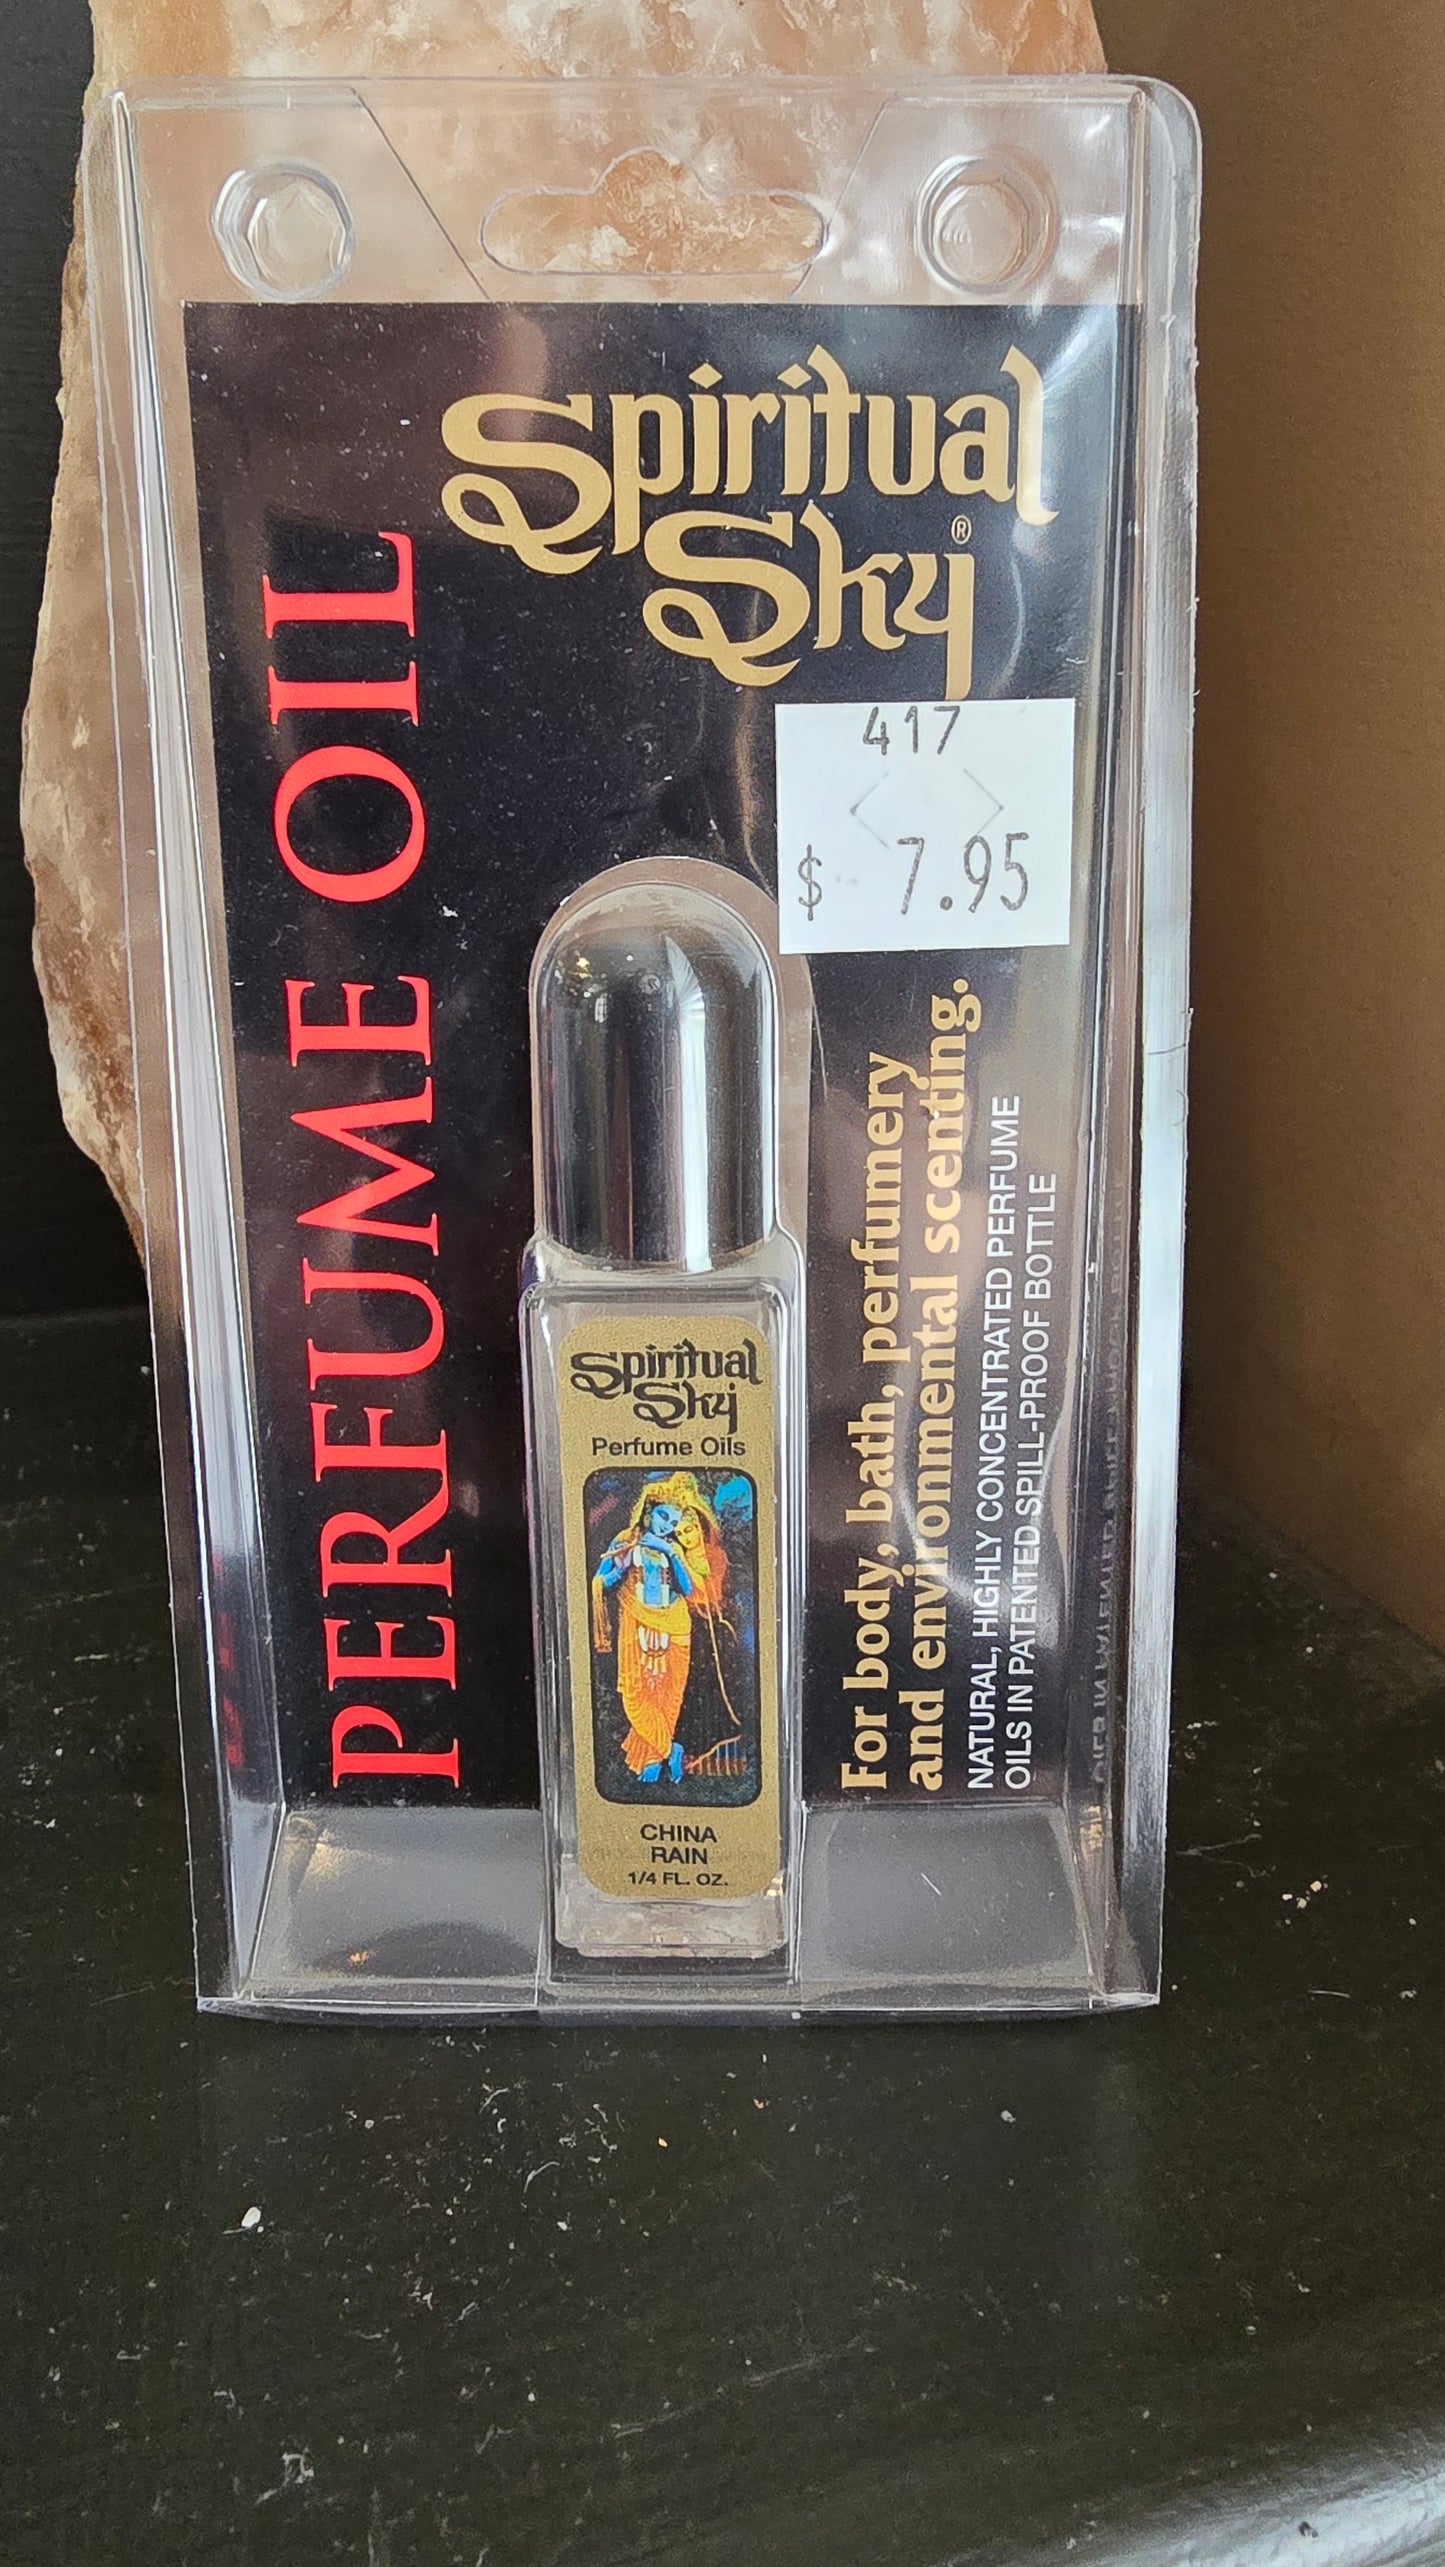 Spiritual
Sky®
PERFUME OIL
417
$ 7.95
For body, bath, perfumery
and environmental scenting.
NATURAL, HIGHLY CONCENTRATED PERFUME
OILS IN PATENTED SPILL-PROOF BOTTLE
Spiritual
Sky
Perfume Oils
CHINA
RAIN
1/4 FL. OZ.